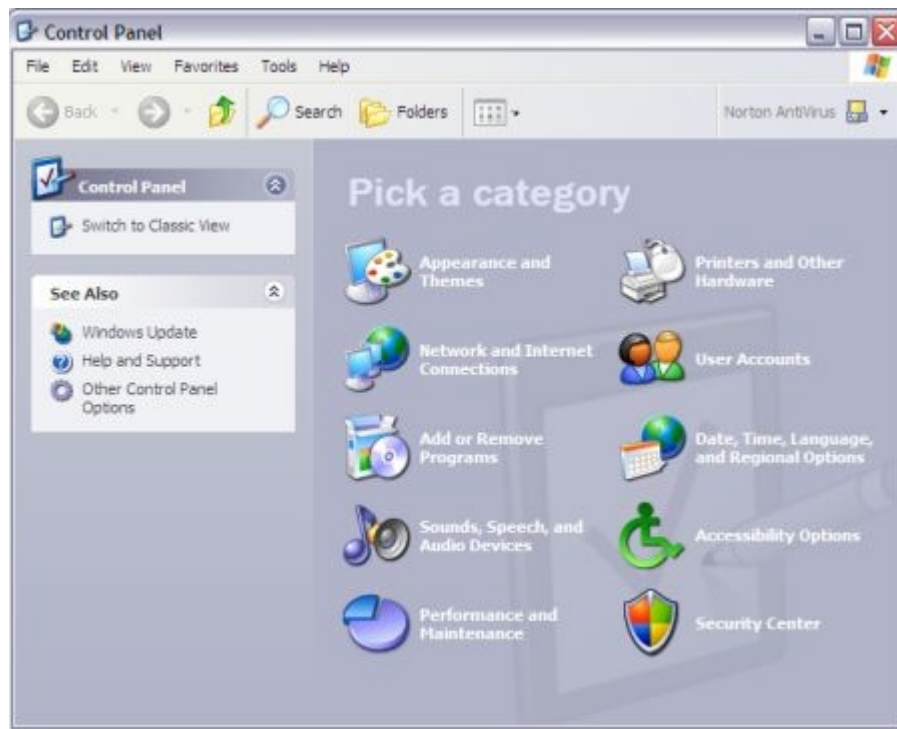 Control Panel
File Edit View Favorites Tools Help
Back Search Folders Norton AntiVirus
Control Panel
Switch to Classic View
See Also
Windows Update
Help and Support
Other Control Panel
Options
Pick a category
Appearance and
Themes
Printers and Other
Hardware
Network and Internet
Connections
User Accounts
Add or Remove
Programs
Date, Time, Language,
and Regional Options
Sounds, Speech, and
Audio Devices
Accessibility Options
Performance and
Maintenance
Security Center